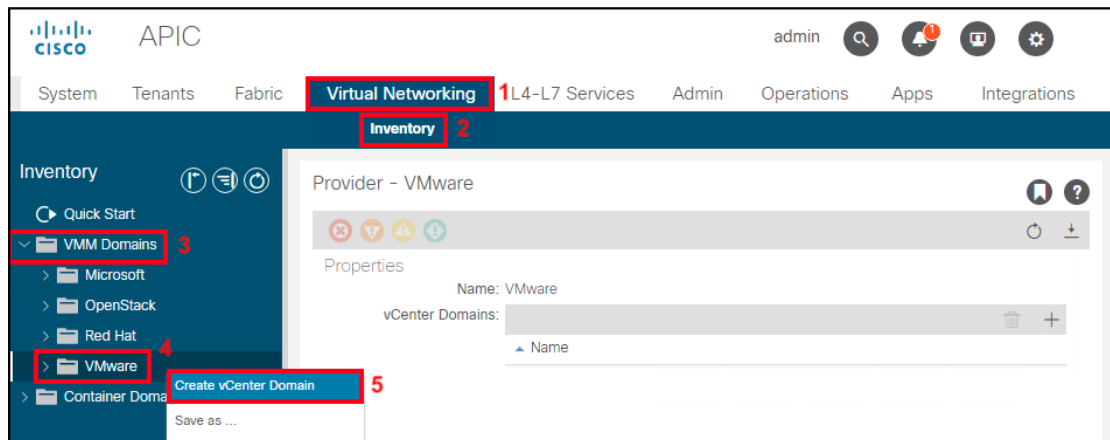 CISCO
APIC
admin
1
System Tenants Fabric Virtual Networking 1 L4-L7 Services Admin Operations Apps Integrations
Inventory 2
Inventory
Quick Start
VMM Domains 3
Microsoft
OpenStack
Red Hat
4
VMware
Container Doma
Provider - VMware
Properties
Name: VMware
vCenter Domains:
Name
Create vCenter Domain 5
Save as ...